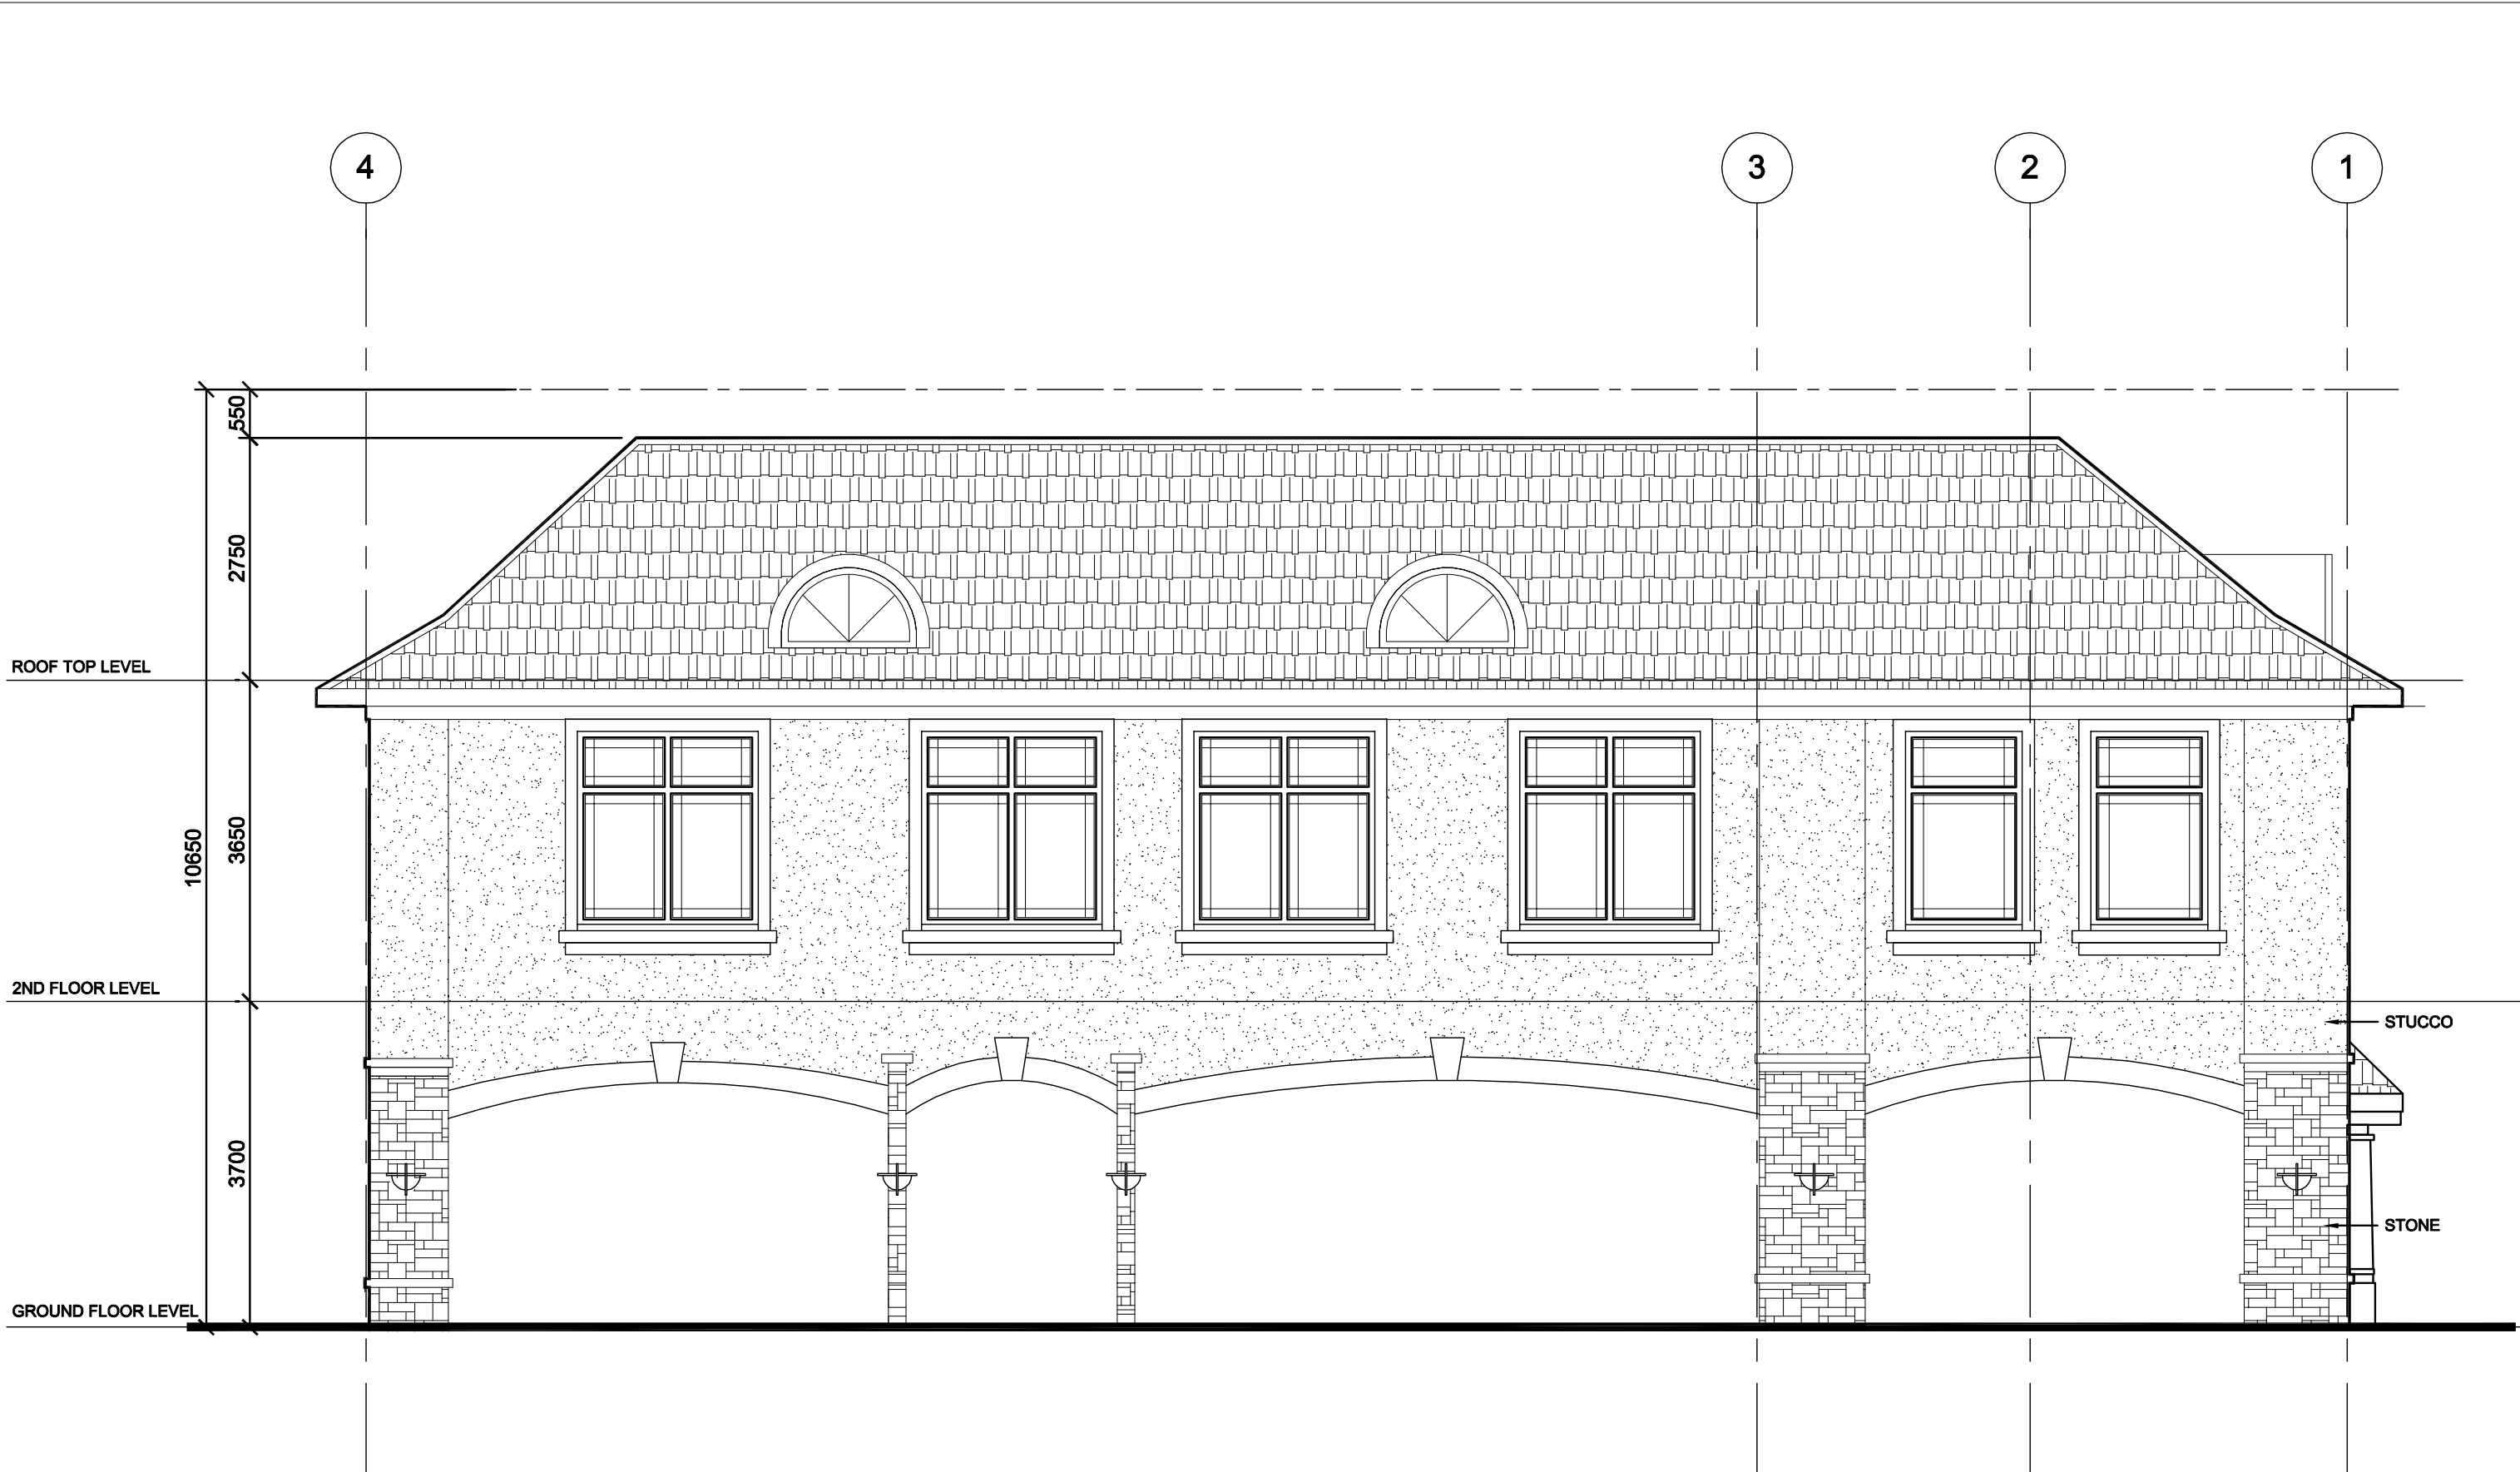 4
3
2
1
550
2750
ROOF TOP LEVEL
3650
10650
2ND FLOOR LEVEL
STUCCO
3700
STONE
GROUND FLOOR LEVEL